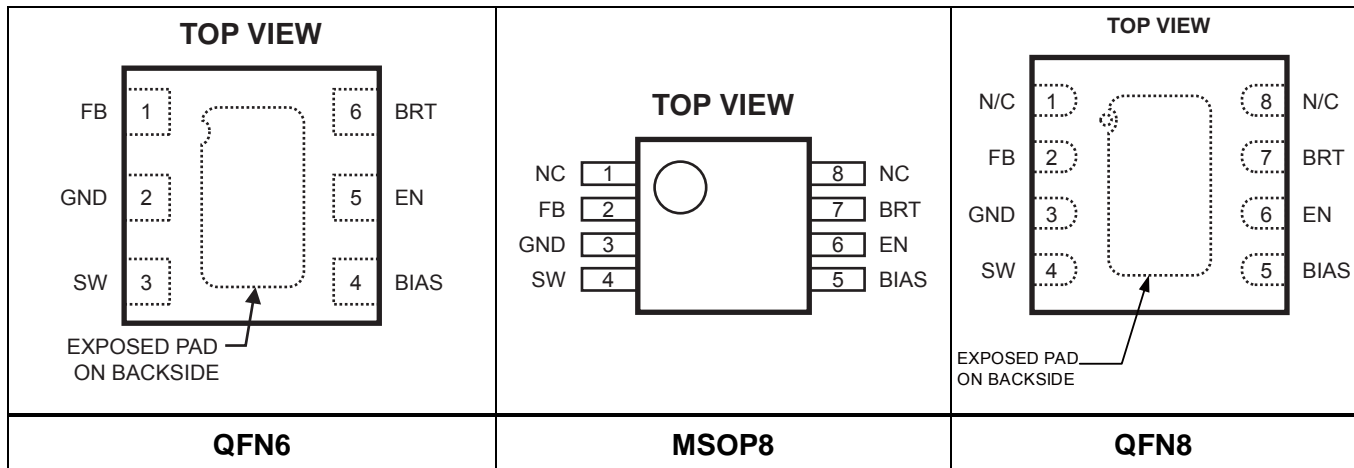 TOP VIEW
FB 1 6 BRT
GND 2 5 EN
SW 3 4 BIAS
EXPOSED PAD
ON BACKSIDE
QFN6
TOP VIEW
NC 1 8 NC
FB 2 7 BRT
GND 3 6 EN
SW 4 5 BIAS
MSOP8
TOP VIEW
N/C 1 8 N/C
FB 2 7 BRT
GND 3 6 EN
SW 4 5 BIAS
EXPOSED PAD
ON BACKSIDE
QFN8